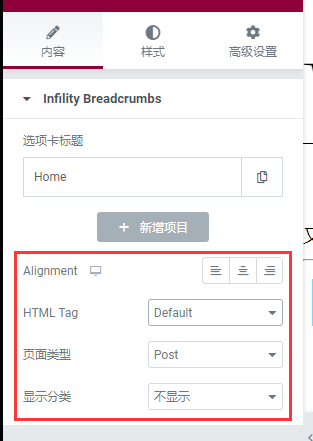 内容 样式 高级设置
Infility Breadcrumbs
选项卡标题
Home
新增项目
Alignment
HTML Tag Default
页面类型 Post
显示分类 不显示